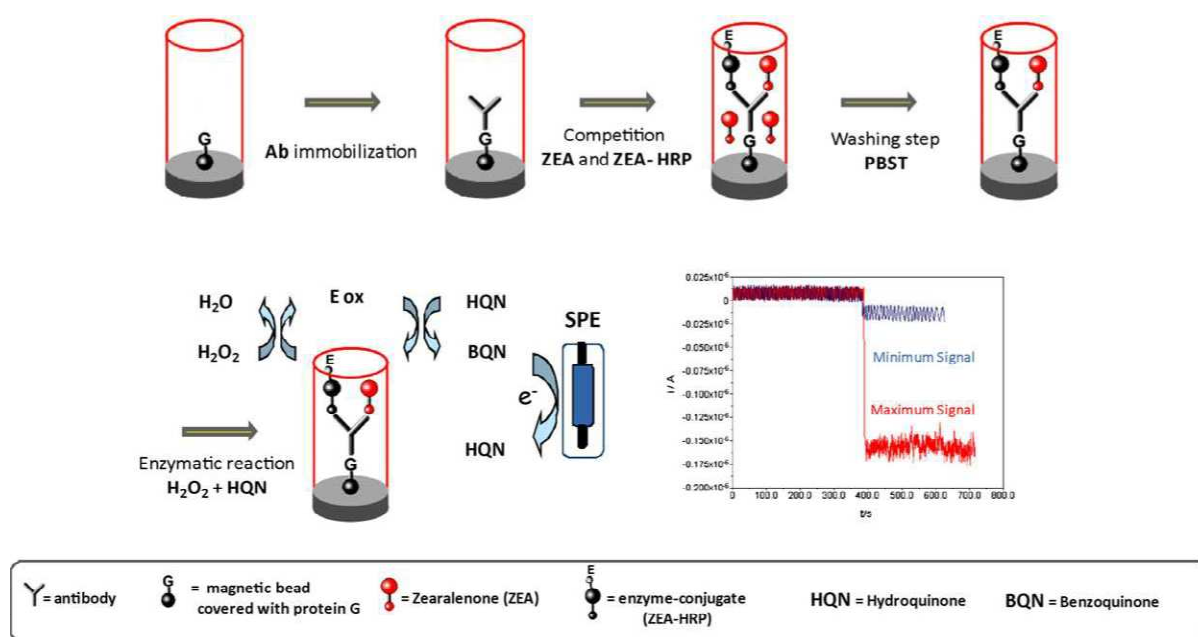 G
Ab immobilization
G
Competition
ZEA and ZEA- HRP
E
G
Washing step
PBST
E
G
Enzymatic reaction
H₂O₂ + HQN
H₂O
E ox
HQN
H₂O₂
BQN
E
G
SPE
e⁻
HQN
0.025x10⁻⁶
0
-0.025x10⁻⁶
-0.050x10⁻⁶
-0.075x10⁻⁶
-0.100x10⁻⁶
-0.125x10⁻⁶
-0.150x10⁻⁶
-0.175x10⁻⁶
-0.200x10⁻⁶
i / A
Minimum Signal
Maximum Signal
0 100.0 200.0 300.0 400.0 500.0 600.0 700.0 800.0
t/s
= antibody
G
= magnetic bead
covered with protein G
= Zearalenone (ZEA)
E
= enzyme-conjugate
(ZEA-HRP)
HQN = Hydroquinone
BQN = Benzoquinone